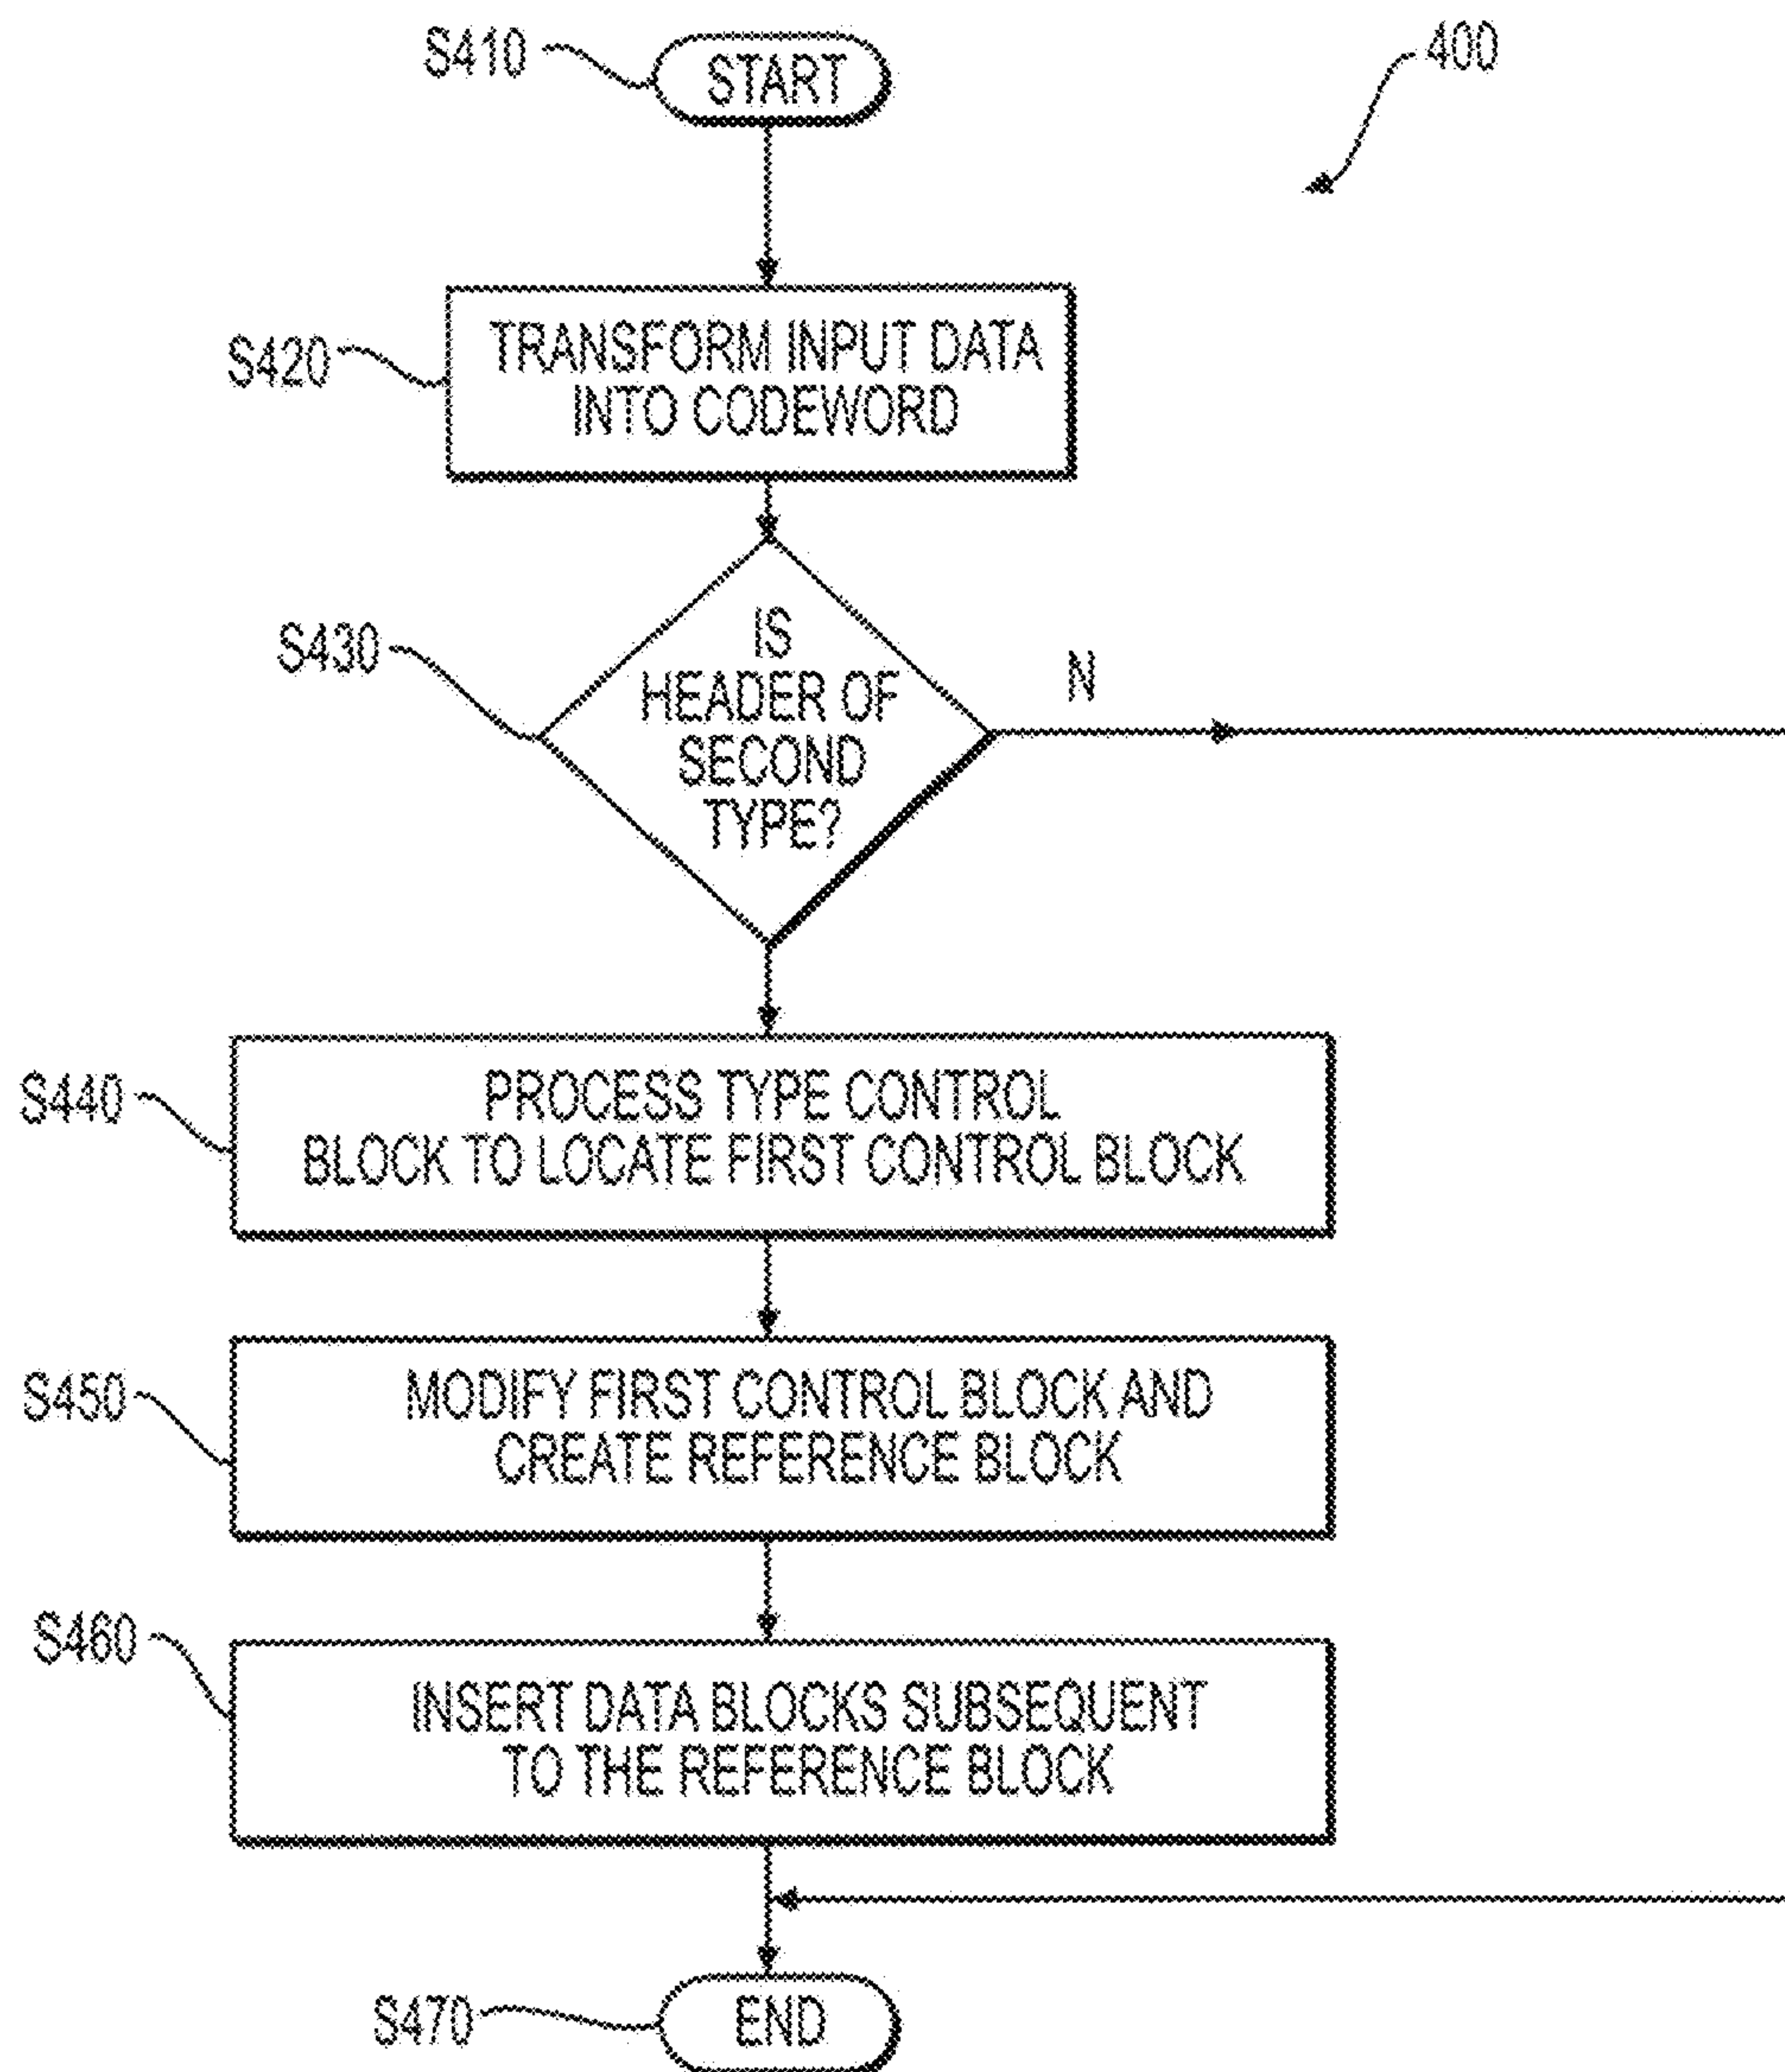 S410
START
400
S420
TRANSFORM INPUT DATA
INTO CODEWORD
S430
IS
HEADER OF
SECOND
TYPE?
N
S440
PROCESS TYPE CONTROL
BLOCK TO LOCATE FIRST CONTROL BLOCK
S450
MODIFY FIRST CONTROL BLOCK AND
CREATE REFERENCE BLOCK
S460
INSERT DATA BLOCKS SUBSEQUENT
TO THE REFERENCE BLOCK
S470
END